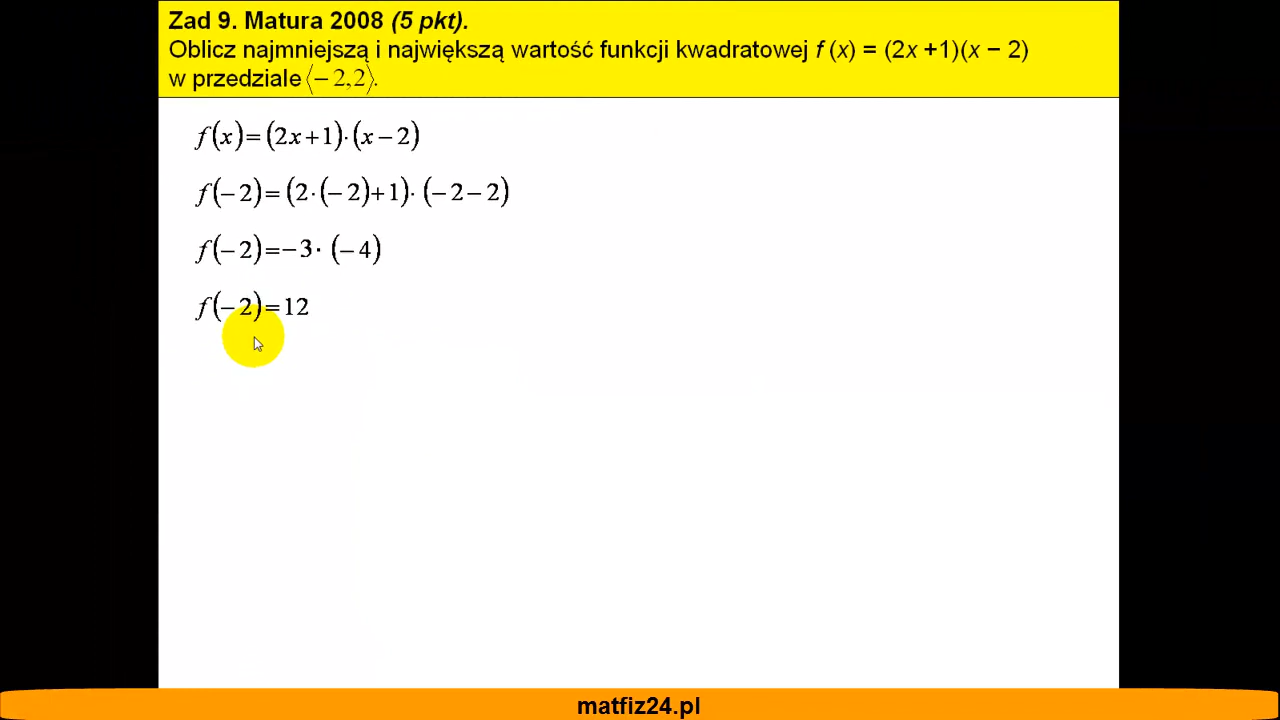 Zad 9. Matura 2008 (5 pkt).
Oblicz najmniejszą i największą wartość funkcji kwadratowej f (x) = (2x +1)(x − 2)
w przedziale ⟨− 2,2⟩.
f(x)=(2x+1)·(x−2)
f(−2)=(2·(−2)+1)·(−2−2)
f(−2)=−3·(−4)
f(−2)=12
matfiz24.pl